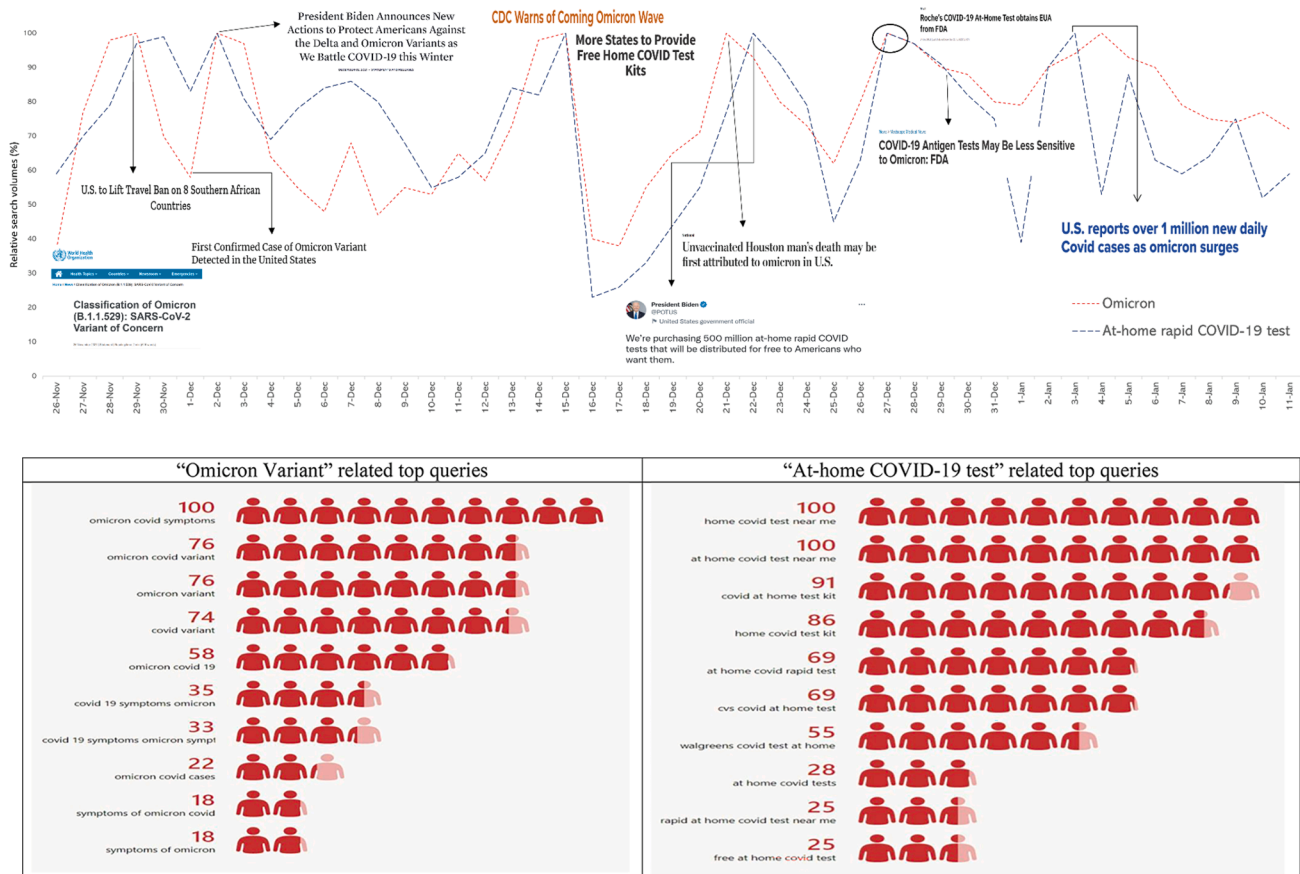 President Biden Announces New
Actions to Protect Americans Against
the Delta and Omicron Variants as
We Battle COVID-19 this Winter
CDC Warns of Coming Omicron Wave
More States to Provide
Free Home COVID Test
Kits
Roche's COVID-19 At-Home Test obtains EUA
from FDA
Relative search volumes (%)
100
90
80
70
60
50
40
30
20
10
0
U.S. to Lift Travel Ban on 8 Southern African
Countries
First Confirmed Case of Omicron Variant
Detected in the United States
World Health
Organization
Health Topics
Countries
Newsroom
Emergencies
Classification of Omicron
(B.1.1.529): SARS-CoV-2
Variant of Concern
Unvaccinated Houston man's death may be
first attributed to omicron in U.S.
President Biden
@POTUS
United States government official
We're purchasing 500 million at-home rapid COVID
tests that will be distributed for free to Americans who
want them.
COVID-19 Antigen Tests May Be Less Sensitive
to Omicron: FDA
U.S. reports over 1 million new daily
Covid cases as omicron surges
Omicron
At-home rapid COVID-19 test
26-Nov
27-Nov
28-Nov
29-Nov
30-Nov
1-Dec
2-Dec
3-Dec
4-Dec
5-Dec
6-Dec
7-Dec
8-Dec
9-Dec
10-Dec
11-Dec
12-Dec
13-Dec
14-Dec
15-Dec
16-Dec
17-Dec
18-Dec
19-Dec
20-Dec
21-Dec
22-Dec
23-Dec
24-Dec
25-Dec
26-Dec
27-Dec
28-Dec
29-Dec
30-Dec
31-Dec
1-Jan
2-Jan
3-Jan
4-Jan
5-Jan
6-Jan
7-Jan
8-Jan
9-Jan
10-Jan
11-Jan
"Omicron Variant" related top queries
100
omicron covid symptoms
76
omicron covid variant
76
omicron variant
74
covid variant
58
omicron covid 19
35
covid 19 symptoms omicron
33
covid 19 symptoms omicron sympt
22
omicron covid cases
18
symptoms of omicron covid
18
symptoms of omicron
"At-home COVID-19 test" related top queries
100
home covid test near me
100
at home covid test near me
91
covid at home test kit
86
home covid test kit
69
at home covid rapid test
69
cvs covid at home test
55
walgreens covid test at home
28
at home covid tests
25
rapid at home covid test near me
25
free at home covid test